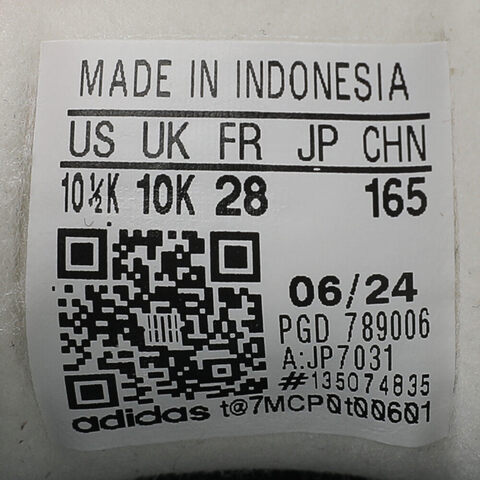 MADE IN INDONESIA
US UK FR JP CHN
10½K 10K 28 165
06/24
PGD 789006
A:JP7031
#135074835
adidas t@7MCP0t00601